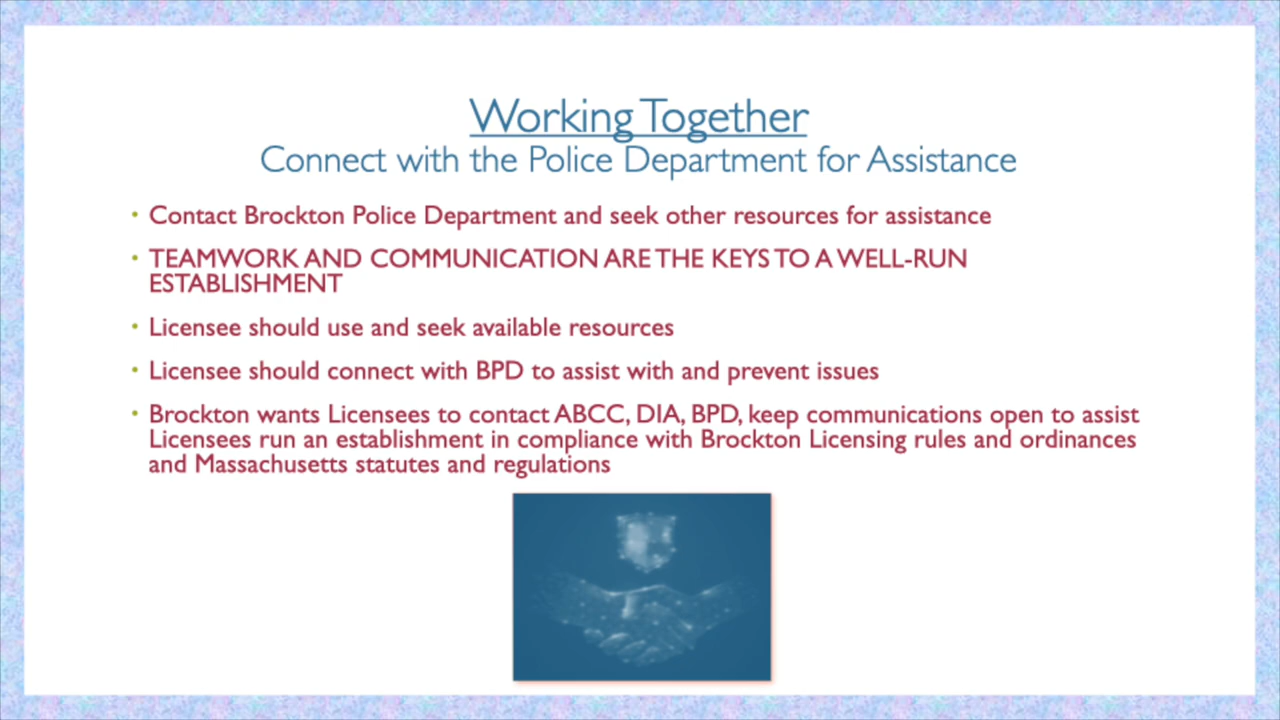 Working Together
Connect with the Police Department for Assistance
• Contact Brockton Police Department and seek other resources for assistance
• TEAMWORK AND COMMUNICATION ARE THE KEYS TO A WELL-RUN
ESTABLISHMENT
• Licensee should use and seek available resources
• Licensee should connect with BPD to assist with and prevent issues
• Brockton wants Licensees to contact ABCC, DIA, BPD, keep communications open to assist
Licensees run an establishment in compliance with Brockton Licensing rules and ordinances
and Massachusetts statutes and regulations